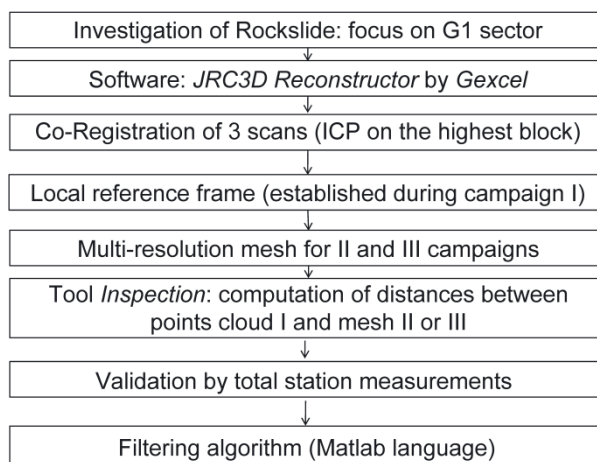 Investigation of Rockslide: focus on G1 sector
Software: JRC3D Reconstructor by Gexcel
Co-Registration of 3 scans (ICP on the highest block)
Local reference frame (established during campaign I)
Multi-resolution mesh for II and III campaigns
Tool Inspection: computation of distances between
points cloud I and mesh II or III
Validation by total station measurements
Filtering algorithm (Matlab language)